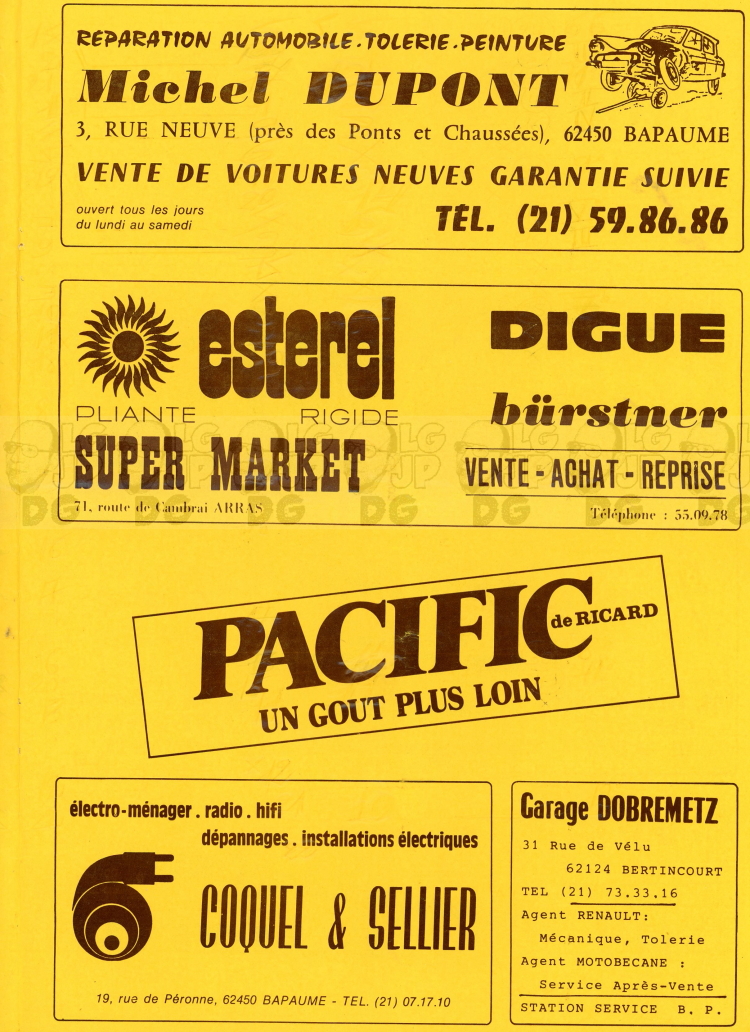 REPARATION AUTOMOBILE.TOLERIE.PEINTURE
Michel DUPONT
3, RUE NEUVE (près des Ponts et Chaussées), 62450 BAPAUME
VENTE DE VOITURES NEUVES GARANTIE SUIVIE
ouvert tous les jours
du lundi au samedi
TÉL. (21) 59.86.86
esterel
PLIANTE RIGIDE
SUPER MARKET
71, route de Cambrai ARRAS
DIGUE
bürstner
VENTE - ACHAT - REPRISE
Téléphone : 55.09.78
LG JP DG
PACIFIC
de RICARD
UN GOUT PLUS LOIN
électro-ménager . radio . hifi
dépannages . installations électriques
COQUEL & SELLIER
19, rue de Péronne, 62450 BAPAUME - TEL. (21) 07.17.10
Garage DOBREMETZ
31 Rue de Vélu
62124 BERTINCOURT
TEL (21) 73.33.16
Agent RENAULT:
Mécanique, Tolerie
Agent MOTOBECANE :
Service Après-Vente
STATION SERVICE B. P.